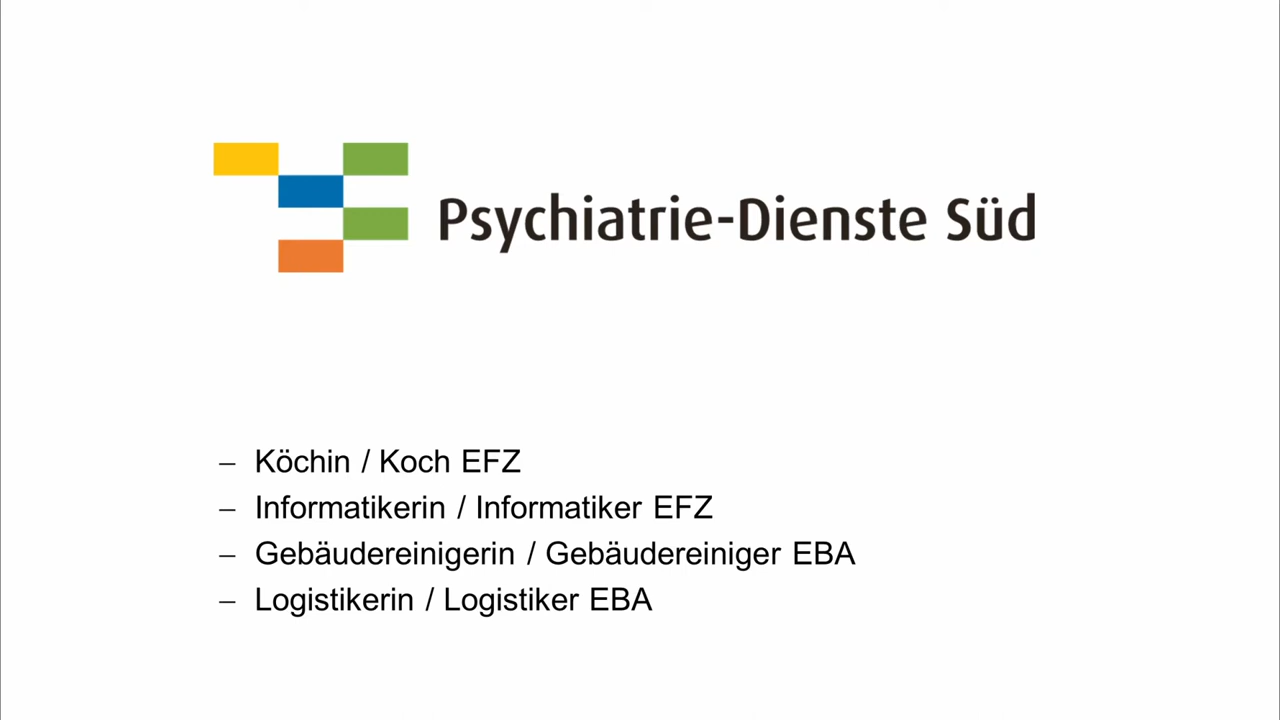 Psychiatrie-Dienste Süd
– Köchin / Koch EFZ
– Informatikerin / Informatiker EFZ
– Gebäudereinigerin / Gebäudereiniger EBA
– Logistikerin / Logistiker EBA